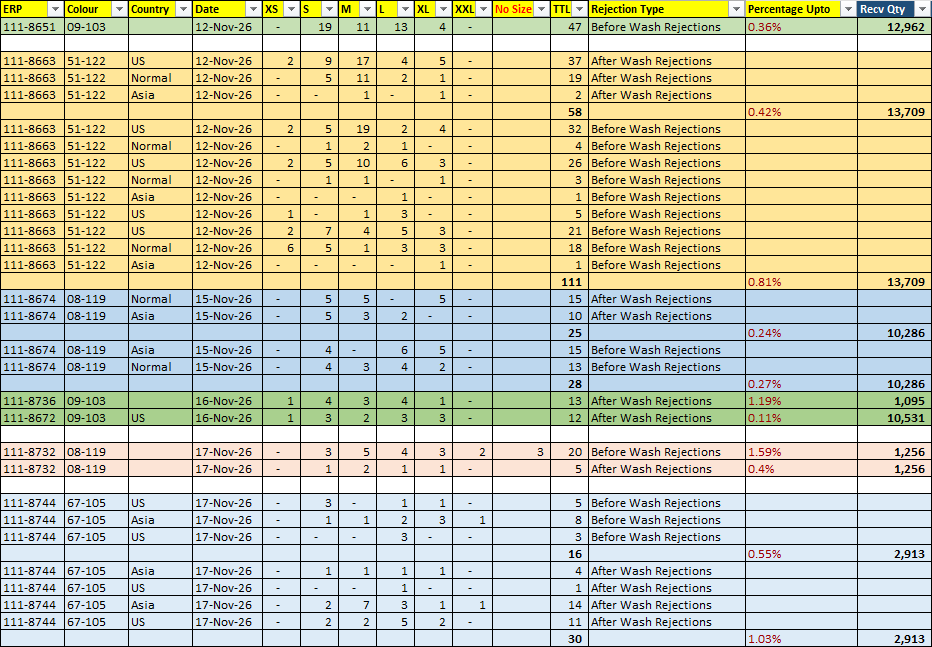 ERP Colour Country Date XS S M L XL XXL No Size TTL Rejection Type Percentage Upto Recv Qty
111-8651 09-103 12-Nov-26 - 19 11 13 4 - 47 Before Wash Rejections 0.36% 12,962
111-8663 51-122 US 12-Nov-26 2 9 17 4 5 - 37 After Wash Rejections
111-8663 51-122 Normal 12-Nov-26 - 5 11 2 1 - 19 After Wash Rejections
111-8663 51-122 Asia 12-Nov-26 - - 1 - 1 - 2 After Wash Rejections
58 0.42% 13,709
111-8663 51-122 US 12-Nov-26 2 5 19 2 4 - 32 Before Wash Rejections
111-8663 51-122 Normal 12-Nov-26 - 1 2 1 - - 4 Before Wash Rejections
111-8663 51-122 US 12-Nov-26 2 5 10 6 3 - 26 Before Wash Rejections
111-8663 51-122 Normal 12-Nov-26 - 1 1 - 1 - 3 Before Wash Rejections
111-8663 51-122 Asia 12-Nov-26 - - - 1 - - 1 Before Wash Rejections
111-8663 51-122 US 12-Nov-26 1 - 1 3 - - 5 Before Wash Rejections
111-8663 51-122 US 12-Nov-26 2 7 4 5 3 - 21 Before Wash Rejections
111-8663 51-122 Normal 12-Nov-26 6 5 1 3 3 - 18 Before Wash Rejections
111-8663 51-122 Asia 12-Nov-26 - - - - 1 - 1 Before Wash Rejections
111 0.81% 13,709
111-8674 08-119 Normal 15-Nov-26 - 5 5 - 5 - 15 After Wash Rejections
111-8674 08-119 Asia 15-Nov-26 - 5 3 2 - - 10 After Wash Rejections
25 0.24% 10,286
111-8674 08-119 Asia 15-Nov-26 - 4 - 6 5 - 15 Before Wash Rejections
111-8674 08-119 Normal 15-Nov-26 - 4 3 4 2 - 13 Before Wash Rejections
28 0.27% 10,286
111-8736 09-103 16-Nov-26 1 4 3 4 1 - 13 After Wash Rejections 1.19% 1,095
111-8672 09-103 US 16-Nov-26 1 3 2 3 3 - 12 After Wash Rejections 0.11% 10,531
111-8732 08-119 17-Nov-26 - 3 5 4 3 2 3 20 Before Wash Rejections 1.59% 1,256
111-8732 08-119 17-Nov-26 - 1 2 1 1 - 5 After Wash Rejections 0.4% 1,256
111-8744 67-105 US 17-Nov-26 - 3 - 1 1 - 5 Before Wash Rejections
111-8744 67-105 Asia 17-Nov-26 - 1 1 2 3 1 8 Before Wash Rejections
111-8744 67-105 US 17-Nov-26 - - - 3 - - 3 Before Wash Rejections
16 0.55% 2,913
111-8744 67-105 Asia 17-Nov-26 - 1 1 1 1 - 4 After Wash Rejections
111-8744 67-105 US 17-Nov-26 - - - 1 - - 1 After Wash Rejections
111-8744 67-105 Asia 17-Nov-26 - 2 7 3 1 1 14 After Wash Rejections
111-8744 67-105 US 17-Nov-26 - 2 2 5 2 - 11 After Wash Rejections
30 1.03% 2,913